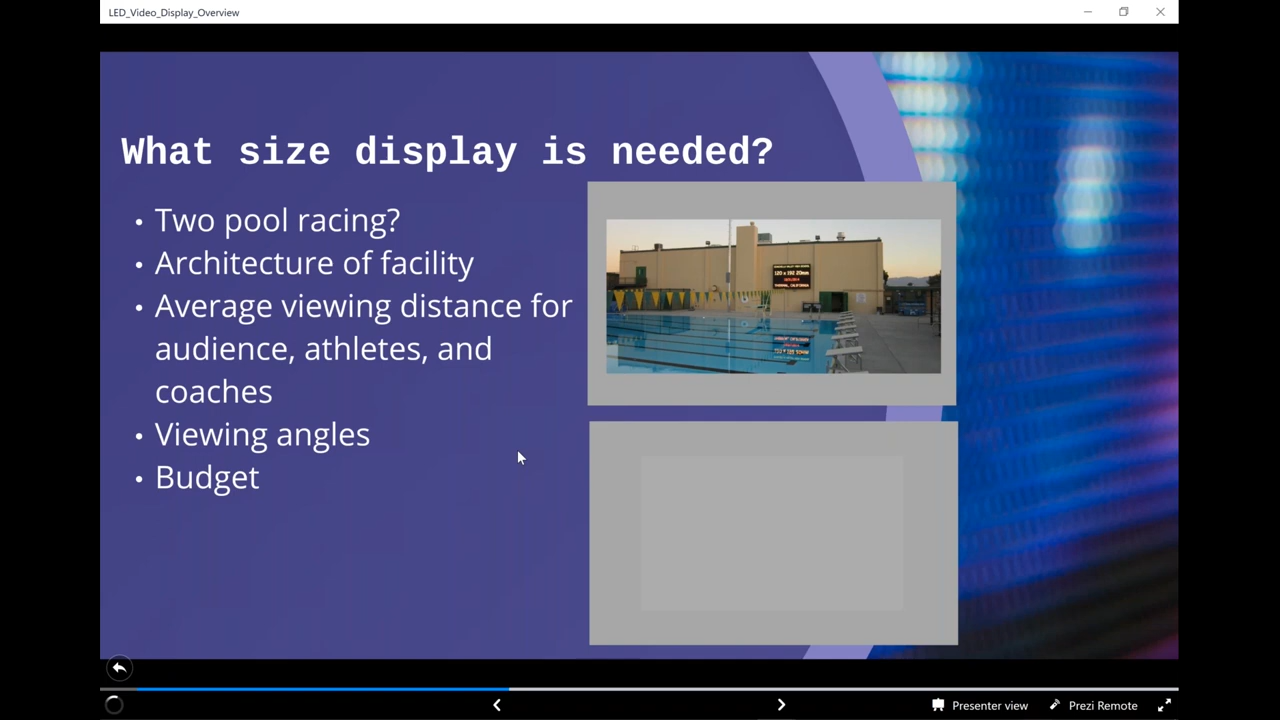 LED_Video_Display_Overview
What size display is needed?
• Two pool racing?
• Architecture of facility
• Average viewing distance for
audience, athletes, and
coaches
• Viewing angles
• Budget
120 x 192 20mm
Presenter view
Prezi Remote